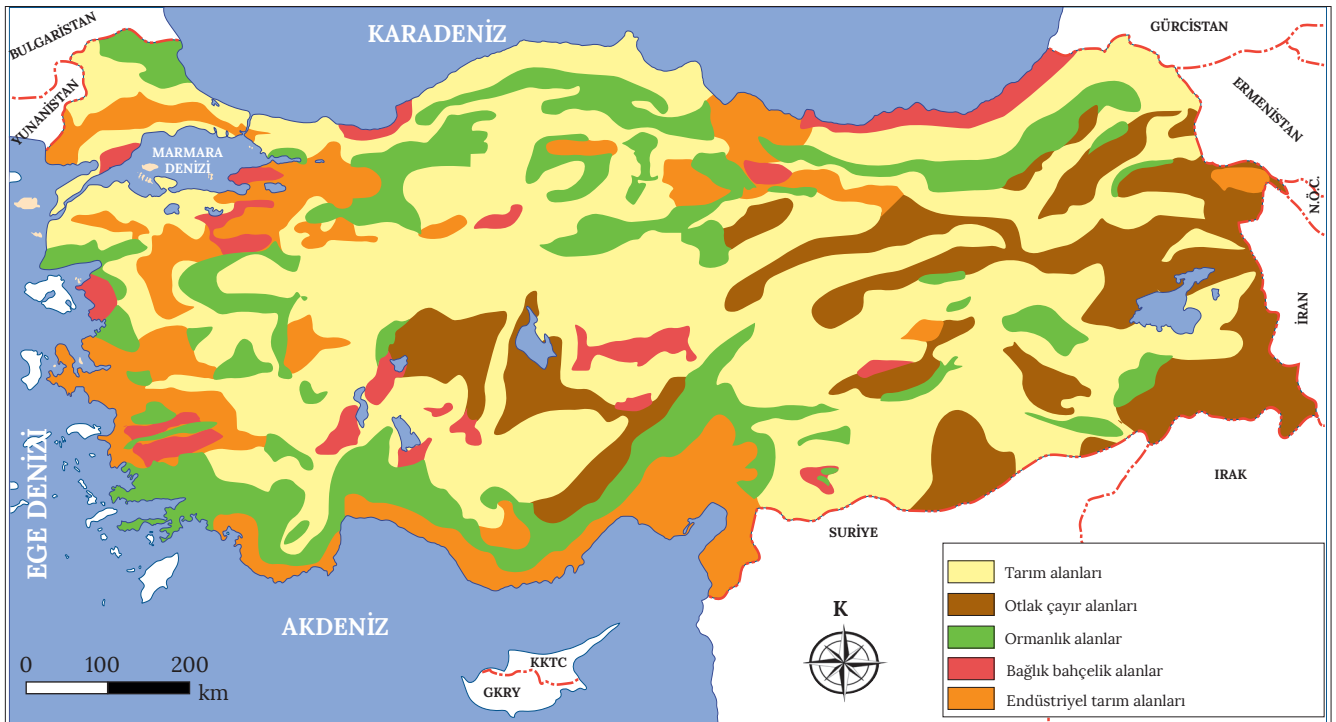 BULGARİSTAN
YUNANİSTAN
KARADENİZ
GÜRCİSTAN
ERMENİSTAN
MARMARA
DENİZİ
N.Ö.C.
İRAN
EGE DENİZİ
IRAK
SURİYE
AKDENİZ
KKTC
GKRY
K
0 100 200
km
Tarım alanları
Otlak çayır alanları
Ormanlık alanlar
Bağlık bahçelik alanlar
Endüstriyel tarım alanları